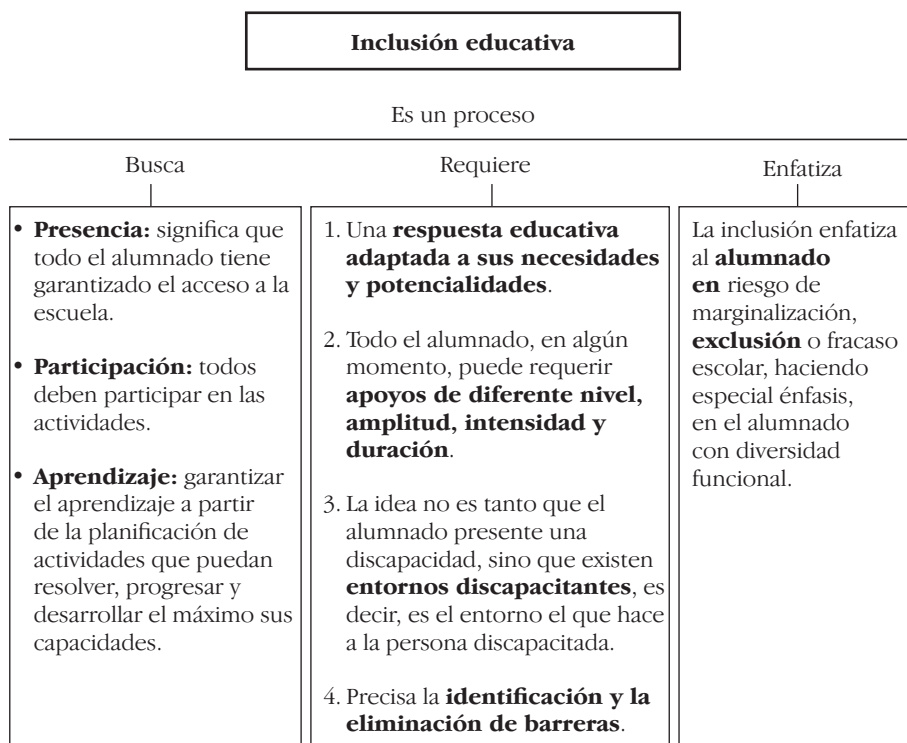 Inclusión educativa
Es un proceso
Busca
• Presencia: significa que
todo el alumnado tiene
garantizado el acceso a la
escuela.
• Participación: todos
deben participar en las
actividades.
• Aprendizaje: garantizar
el aprendizaje a partir
de la planificación de
actividades que puedan
resolver, progresar y
desarrollar el máximo sus
capacidades.
Requiere
1. Una respuesta educativa
adaptada a sus necesidades
y potencialidades.
2. Todo el alumnado, en algún
momento, puede requerir
apoyos de diferente nivel,
amplitud, intensidad y
duración.
3. La idea no es tanto que el
alumnado presente una
discapacidad, sino que existen
entornos discapacitantes, es
decir, es el entorno el que hace
a la persona discapacitada.
4. Precisa la identificación y la
eliminación de barreras.
Enfatiza
La inclusión enfatiza
al alumnado
en riesgo de
marginalización,
exclusión o fracaso
escolar, haciendo
especial énfasis,
en el alumnado
con diversidad
funcional.